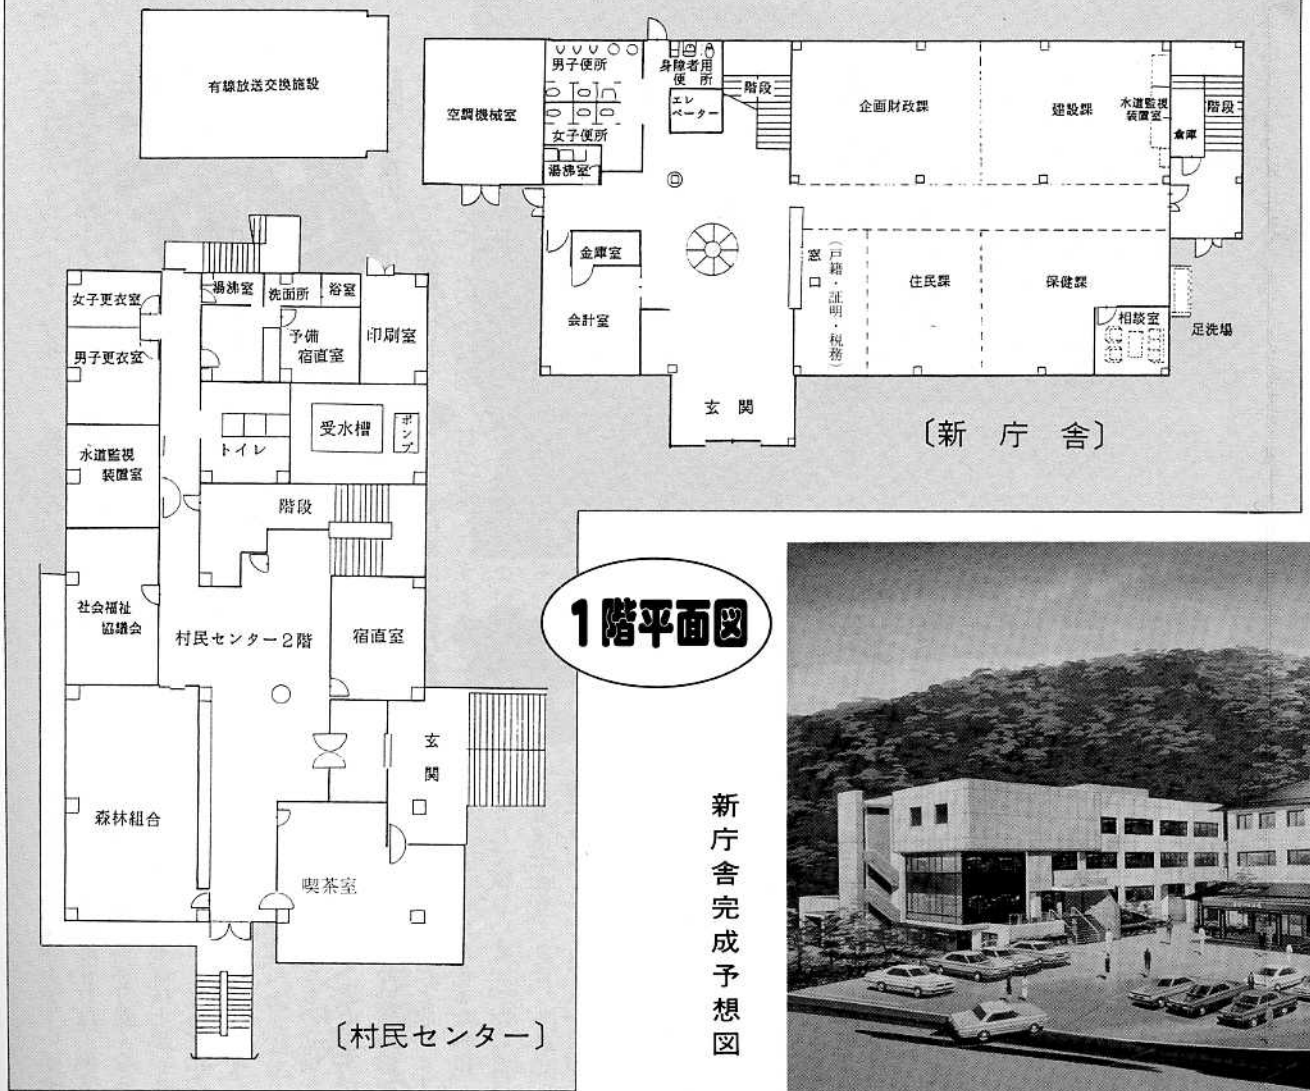 有線放送交換施設
空調機械室
男子便所
女子便所
湯沸室
身障者用
便所
エレ
ベーター
階段
企画財政課
建設課
水道監視
装置室
倉庫
階段
金庫室
会計室
窓口
(戸籍・証明・税務)
住民課
保健課
相談室
足洗場
玄関
〔新庁舎〕
女子更衣室
男子更衣室
湯沸室
洗面所
浴室
予備
宿直室
印刷室
水道監視
装置室
トイレ
受水槽
ポンプ
階段
社会福祉
協議会
村民センター2階
宿直室
森林組合
玄関
喫茶室
〔村民センター〕
1階平面図
新庁舎完成予想図